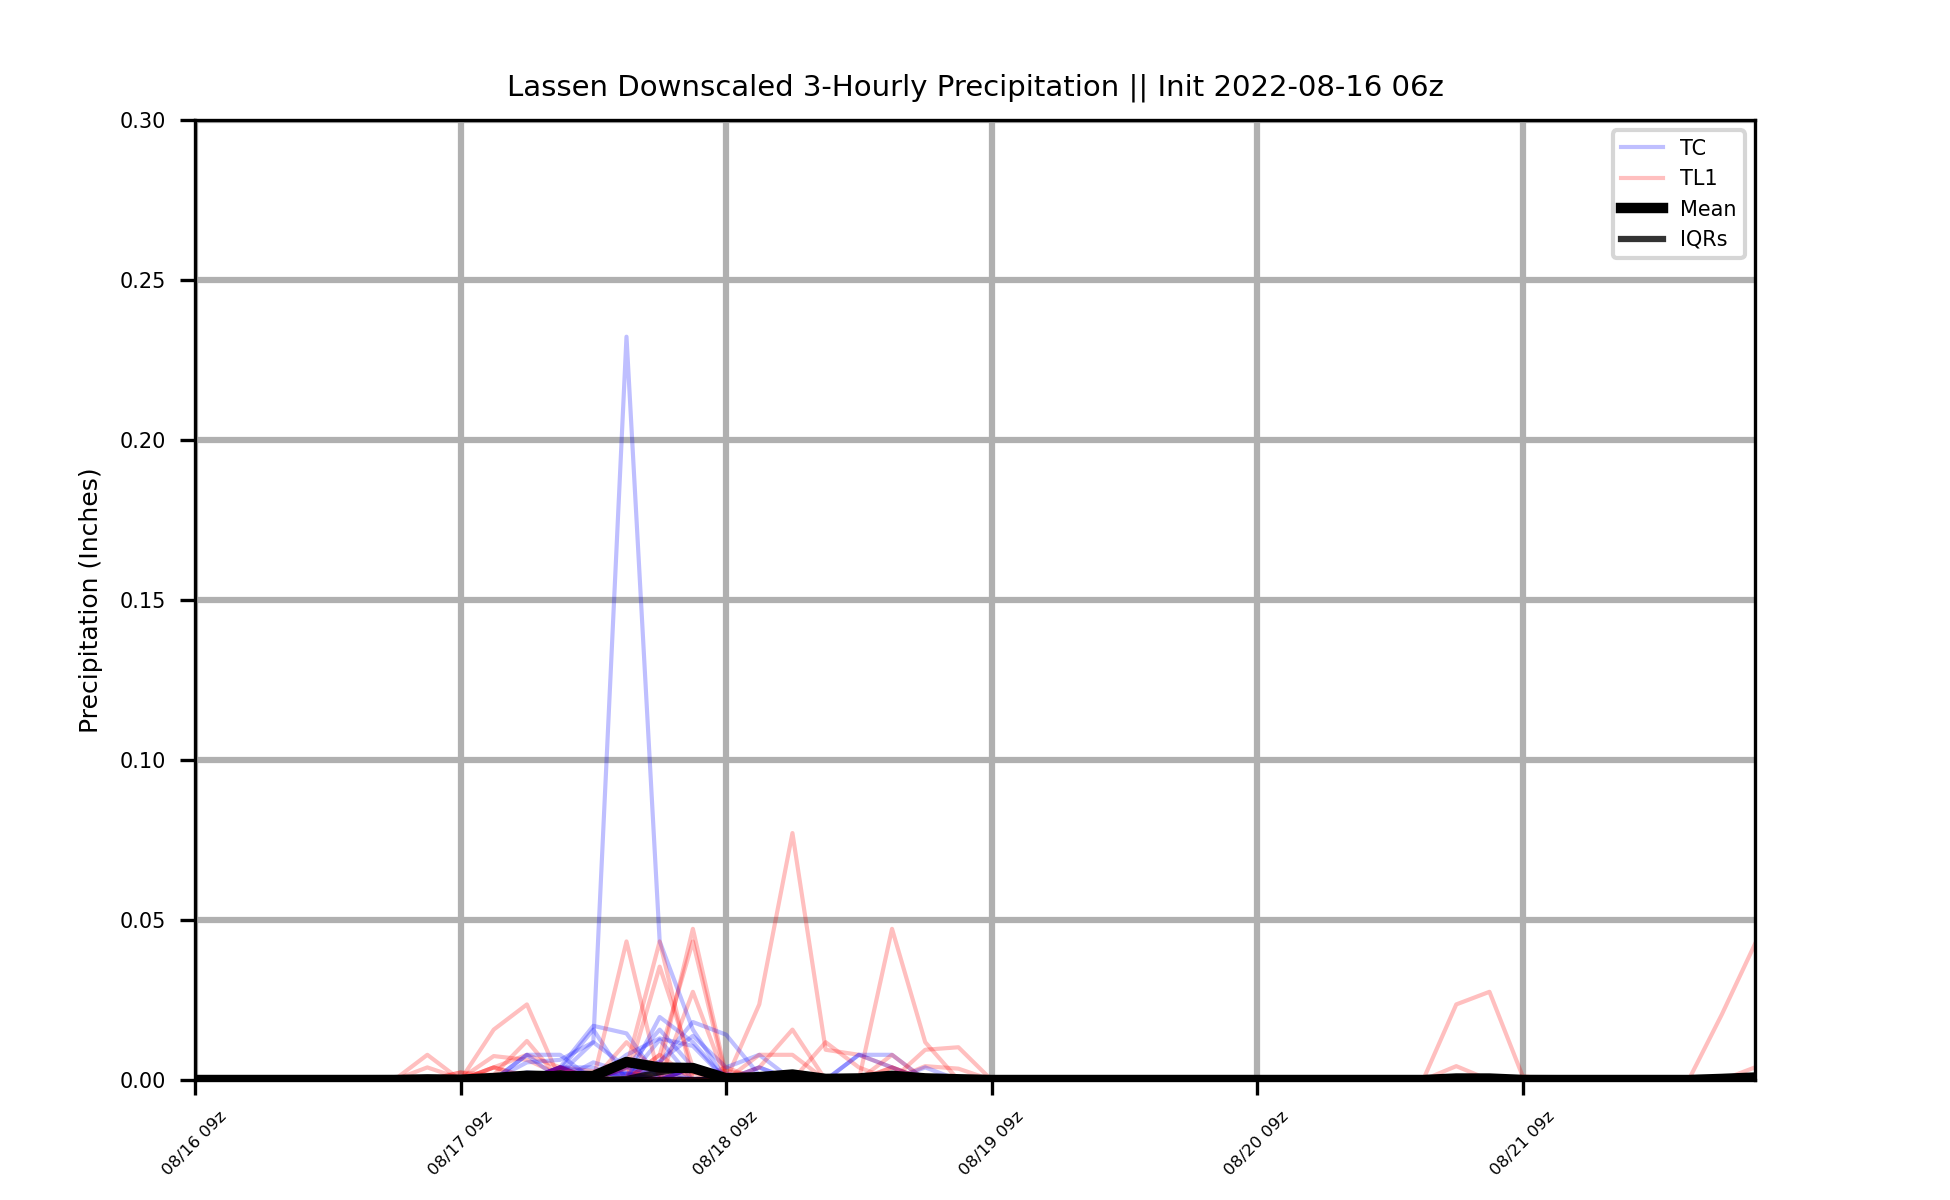 Lassen Downscaled 3-Hourly Precipitation || Init 2022-08-16 06z
0.30
0.25
0.20
0.15
0.10
0.05
0.00
Precipitation (Inches)
TC
TL1
Mean
IQRs
08/16 09z
08/17 09z
08/18 09z
08/19 09z
08/20 09z
08/21 09z